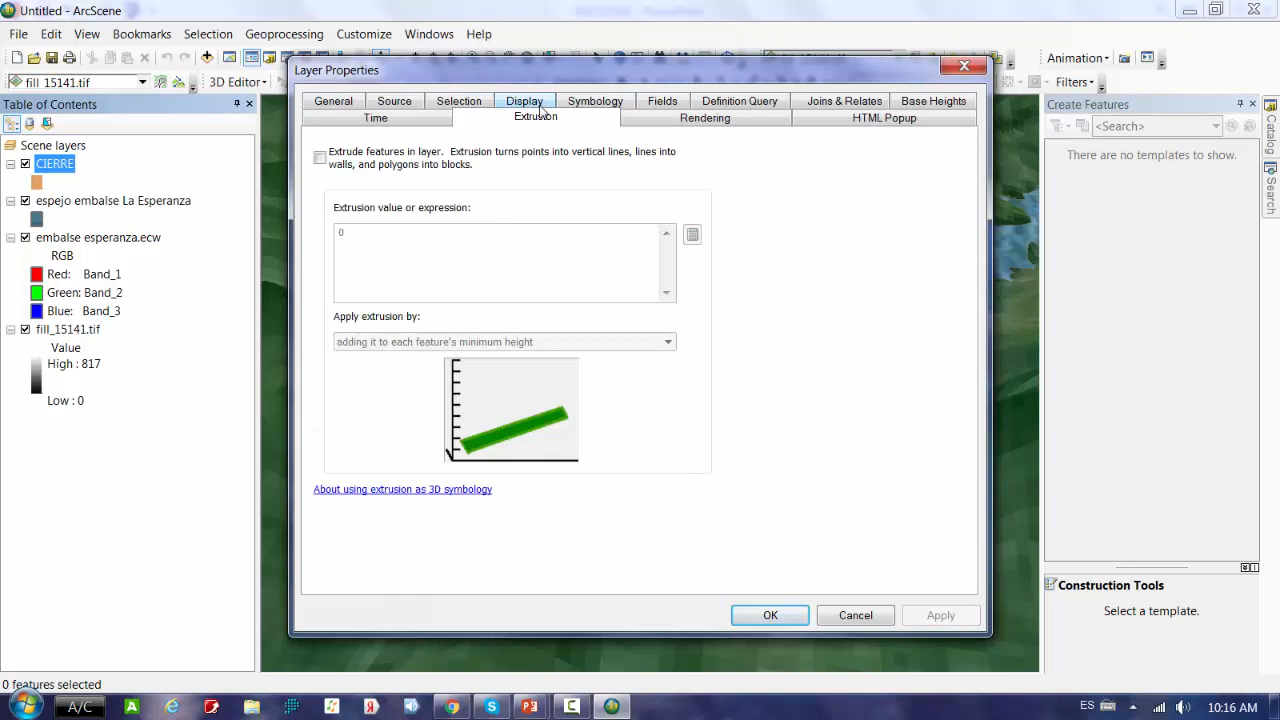 Untitled - ArcScene
File Edit View Bookmarks Selection Geoprocessing Customize Windows Help
Animation
fill_15141.tif
3D Editor
Filters
Table Of Contents
Scene layers
CIERRE
espejo embalse La Esperanza
embalse esperanza.ecw
RGB
Red: Band_1
Green: Band_2
Blue: Band_3
fill_15141.tif
Value
High : 817
Low : 0
Layer Properties
General Source Selection Display Symbology Fields Definition Query Joins & Relates Base Heights
Time Extrusion Rendering HTML Popup
Extrude features in layer. Extrusion turns points into vertical lines, lines into
walls, and polygons into blocks.
Extrusion value or expression:
0
Apply extrusion by:
adding it to each feature's minimum height
About using extrusion as 3D symbology
OK Cancel Apply
Create Features
<Search>
There are no templates to show.
Catalog
Search
Construction Tools
Select a template.
0 features selected
A/C
ES
10:16 AM